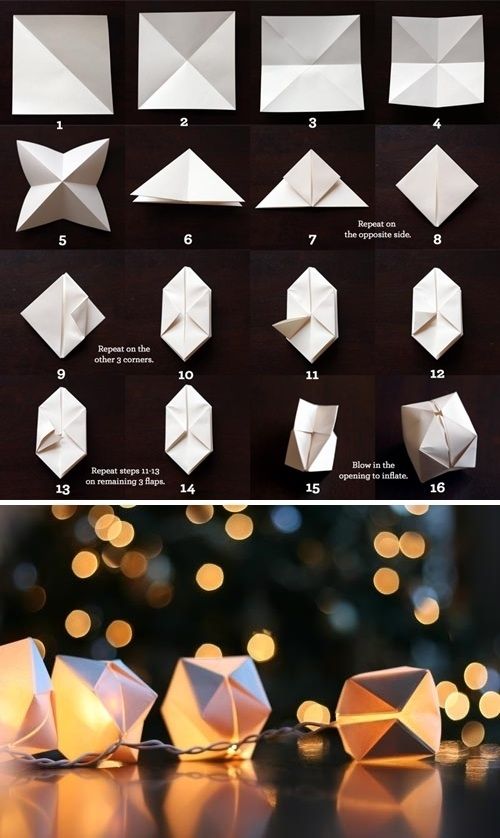 1
2
3
4
5
6
7
Repeat on
the opposite side.
8
9
Repeat on the
other 3 corners.
10
11
12
13
Repeat steps 11-13
on remaining 3 flaps.
14
15
Blow in the
opening to inflate.
16